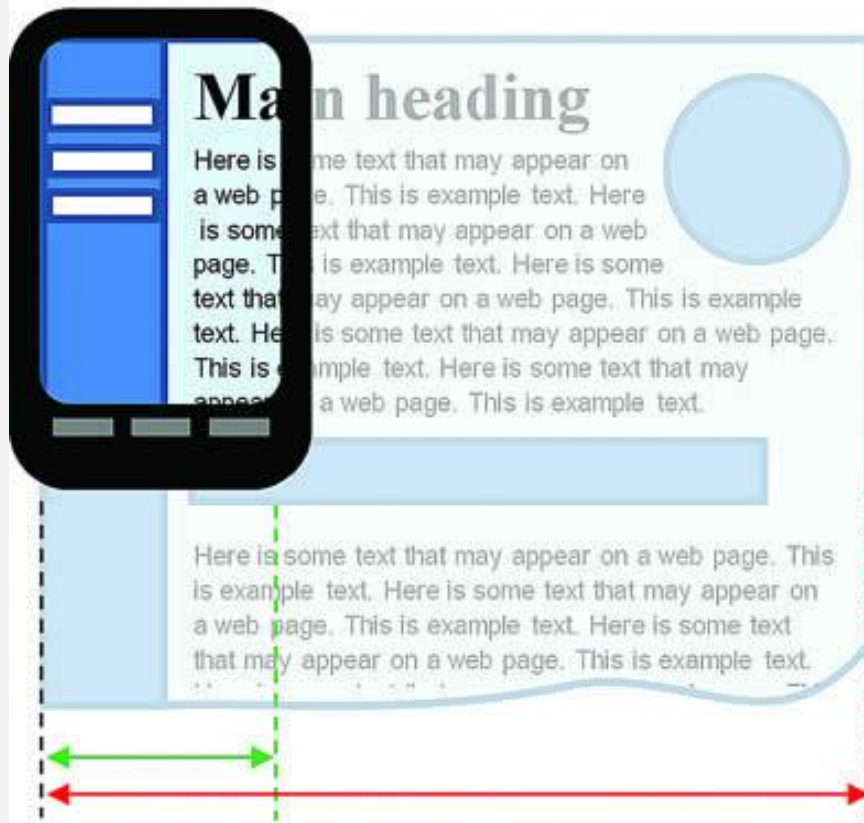 Main heading
Here is some text that may appear on
a web page. This is example text. Here
is some text that may appear on a web
page. This is example text. Here is some
text that may appear on a web page. This is example
text. Here is some text that may appear on a web page.
This is example text. Here is some text that may
appear on a web page. This is example text.
Here is some text that may appear on a web page. This
is example text. Here is some text that may appear on
a web page. This is example text. Here is some text
that may appear on a web page. This is example text.